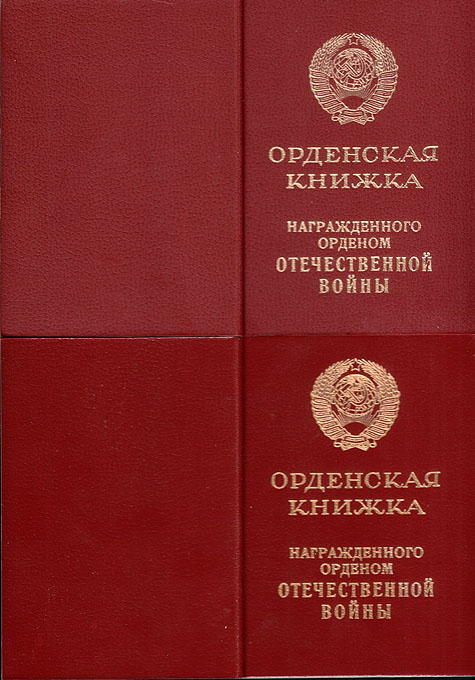 ОРДЕНСКАЯ
КНИЖКА
НАГРАЖДЕННОГО
ОРДЕНОМ
ОТЕЧЕСТВЕННОЙ
ВОЙНЫ
ОРДЕНСКАЯ
КНИЖКА
НАГРАЖДЕННОГО
ОРДЕНОМ
ОТЕЧЕСТВЕННОЙ
ВОЙНЫ